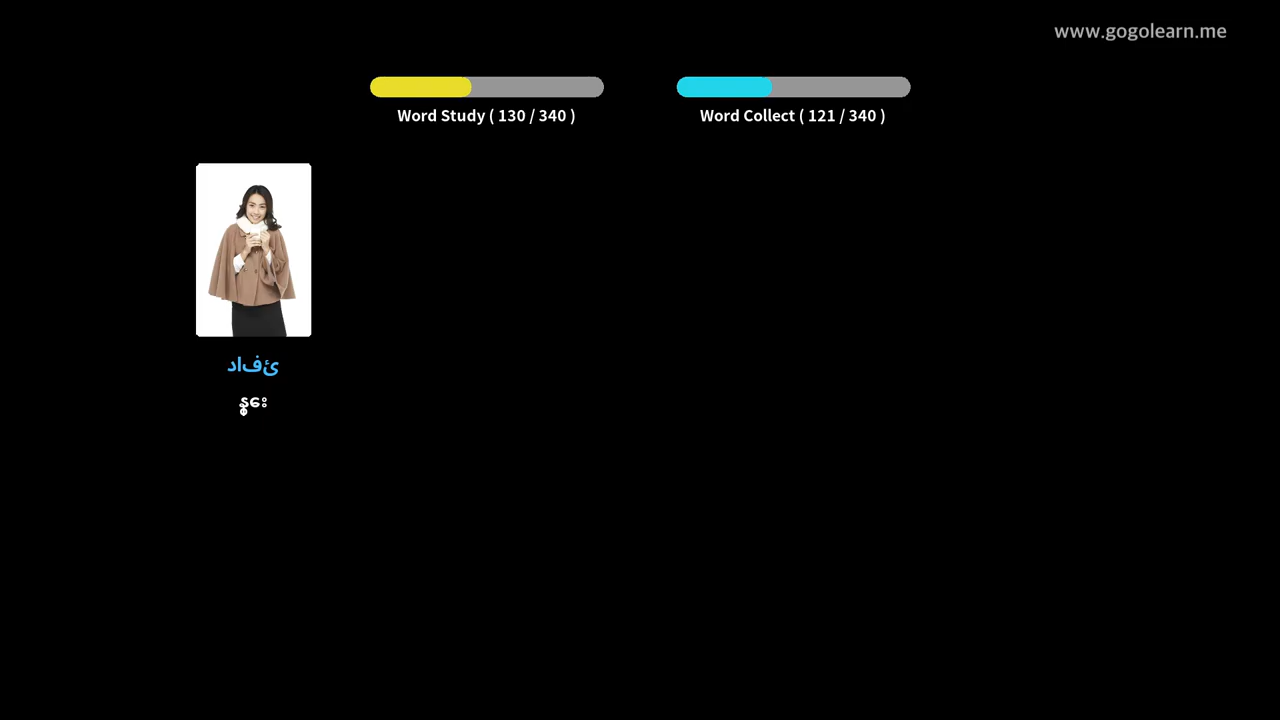 www.gogolearn.me
Word Study ( 130 / 340 )
Word Collect ( 121 / 340 )
دافئ
နွေး